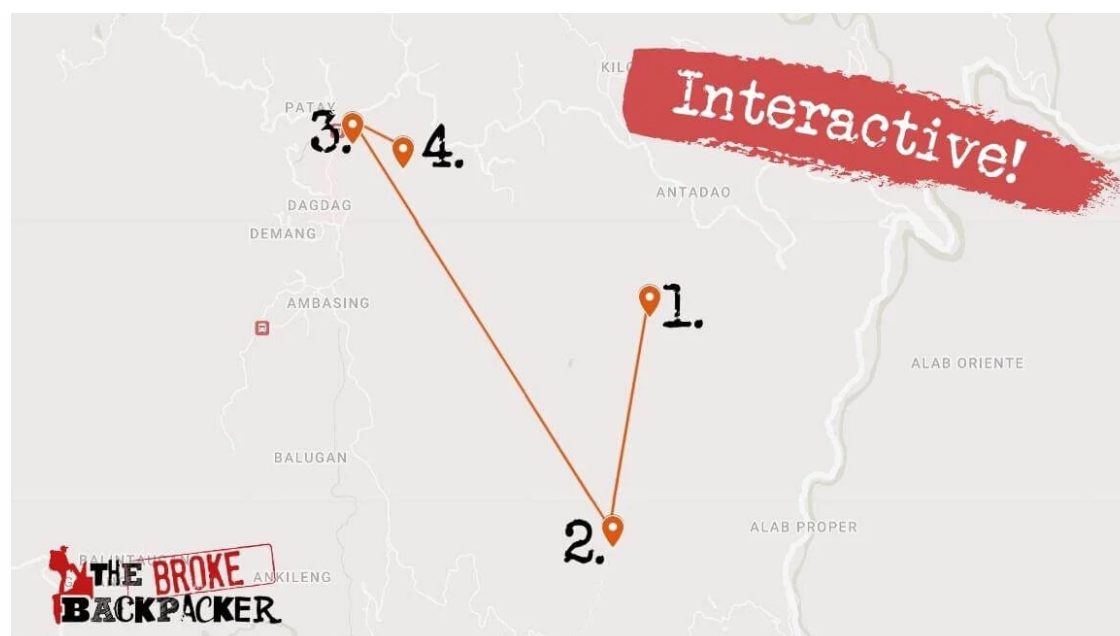 KILO
Interactive!
PATAY
3.
4.
ANTADAO
DAGDAG
DEMANG
1.
AMBASING
ALAB ORIENTE
BALUGAN
2.
ALAB PROPER
BALINTAUGAN
ANKILENG
THE BROKE
BACKPACKER